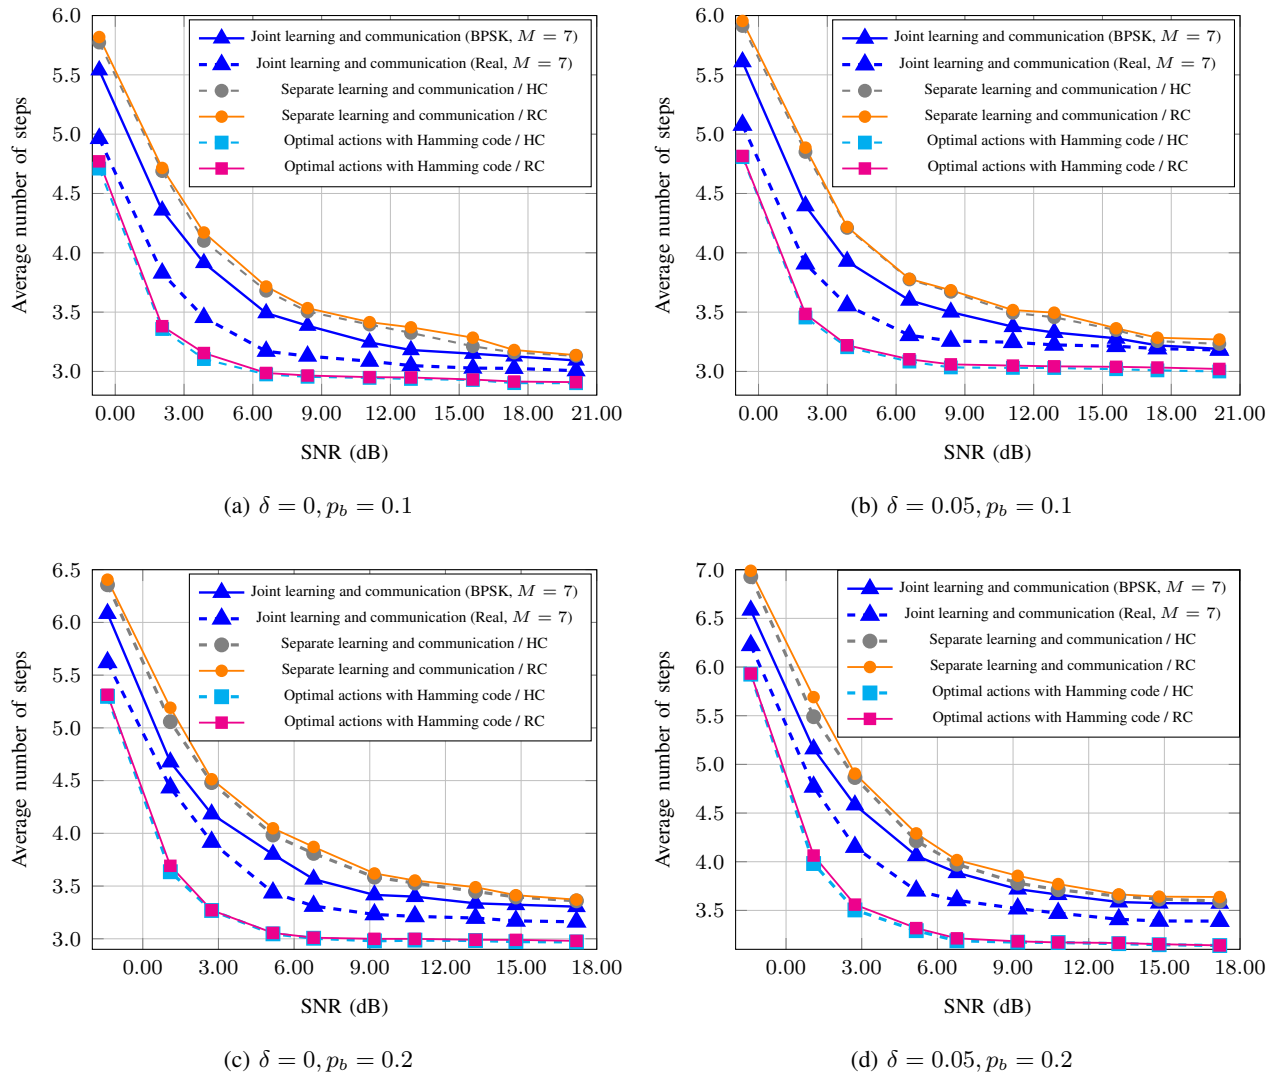 6.0
5.5
5.0
4.5
4.0
3.5
3.0
Average number of steps
Joint learning and communication (BPSK, M = 7)
Joint learning and communication (Real, M = 7)
Separate learning and communication / HC
Separate learning and communication / RC
Optimal actions with Hamming code / HC
Optimal actions with Hamming code / RC
0.00 3.00 6.00 9.00 12.00 15.00 18.00 21.00
SNR (dB)
(a) δ = 0, p_b = 0.1
6.0
5.5
5.0
4.5
4.0
3.5
3.0
Average number of steps
Joint learning and communication (BPSK, M = 7)
Joint learning and communication (Real, M = 7)
Separate learning and communication / HC
Separate learning and communication / RC
Optimal actions with Hamming code / HC
Optimal actions with Hamming code / RC
0.00 3.00 6.00 9.00 12.00 15.00 18.00 21.00
SNR (dB)
(b) δ = 0.05, p_b = 0.1
6.5
6.0
5.5
5.0
4.5
4.0
3.5
3.0
Average number of steps
Joint learning and communication (BPSK, M = 7)
Joint learning and communication (Real, M = 7)
Separate learning and communication / HC
Separate learning and communication / RC
Optimal actions with Hamming code / HC
Optimal actions with Hamming code / RC
0.00 3.00 6.00 9.00 12.00 15.00 18.00
SNR (dB)
(c) δ = 0, p_b = 0.2
7.0
6.5
6.0
5.5
5.0
4.5
4.0
3.5
Average number of steps
Joint learning and communication (BPSK, M = 7)
Joint learning and communication (Real, M = 7)
Separate learning and communication / HC
Separate learning and communication / RC
Optimal actions with Hamming code / HC
Optimal actions with Hamming code / RC
0.00 3.00 6.00 9.00 12.00 15.00 18.00
SNR (dB)
(d) δ = 0.05, p_b = 0.2